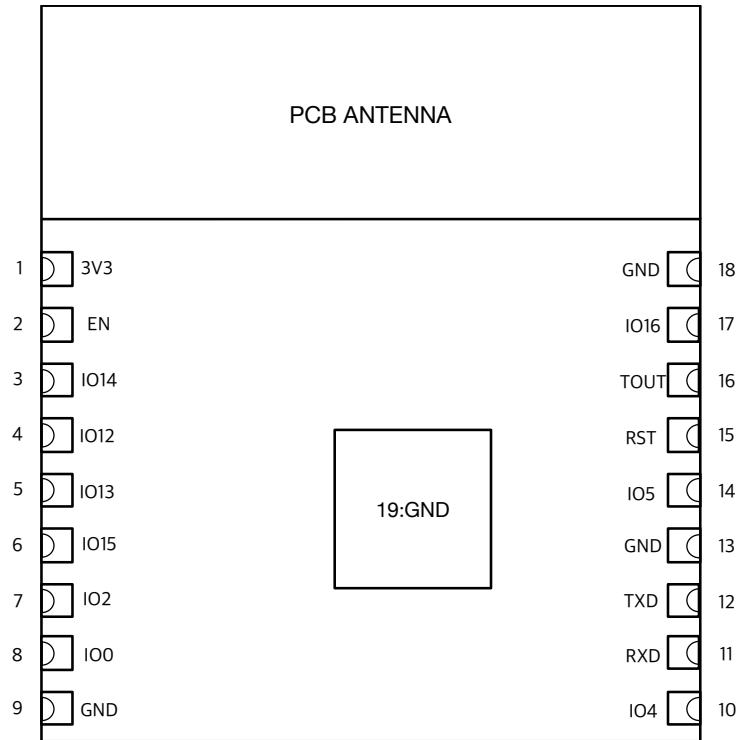 PCB ANTENNA
1 3V3 GND 18
2 EN IO16 17
3 IO14 TOUT 16
4 IO12 RST 15
5 IO13 IO5 14
19:GND
6 IO15 GND 13
7 IO2 TXD 12
8 IO0 RXD 11
9 GND IO4 10